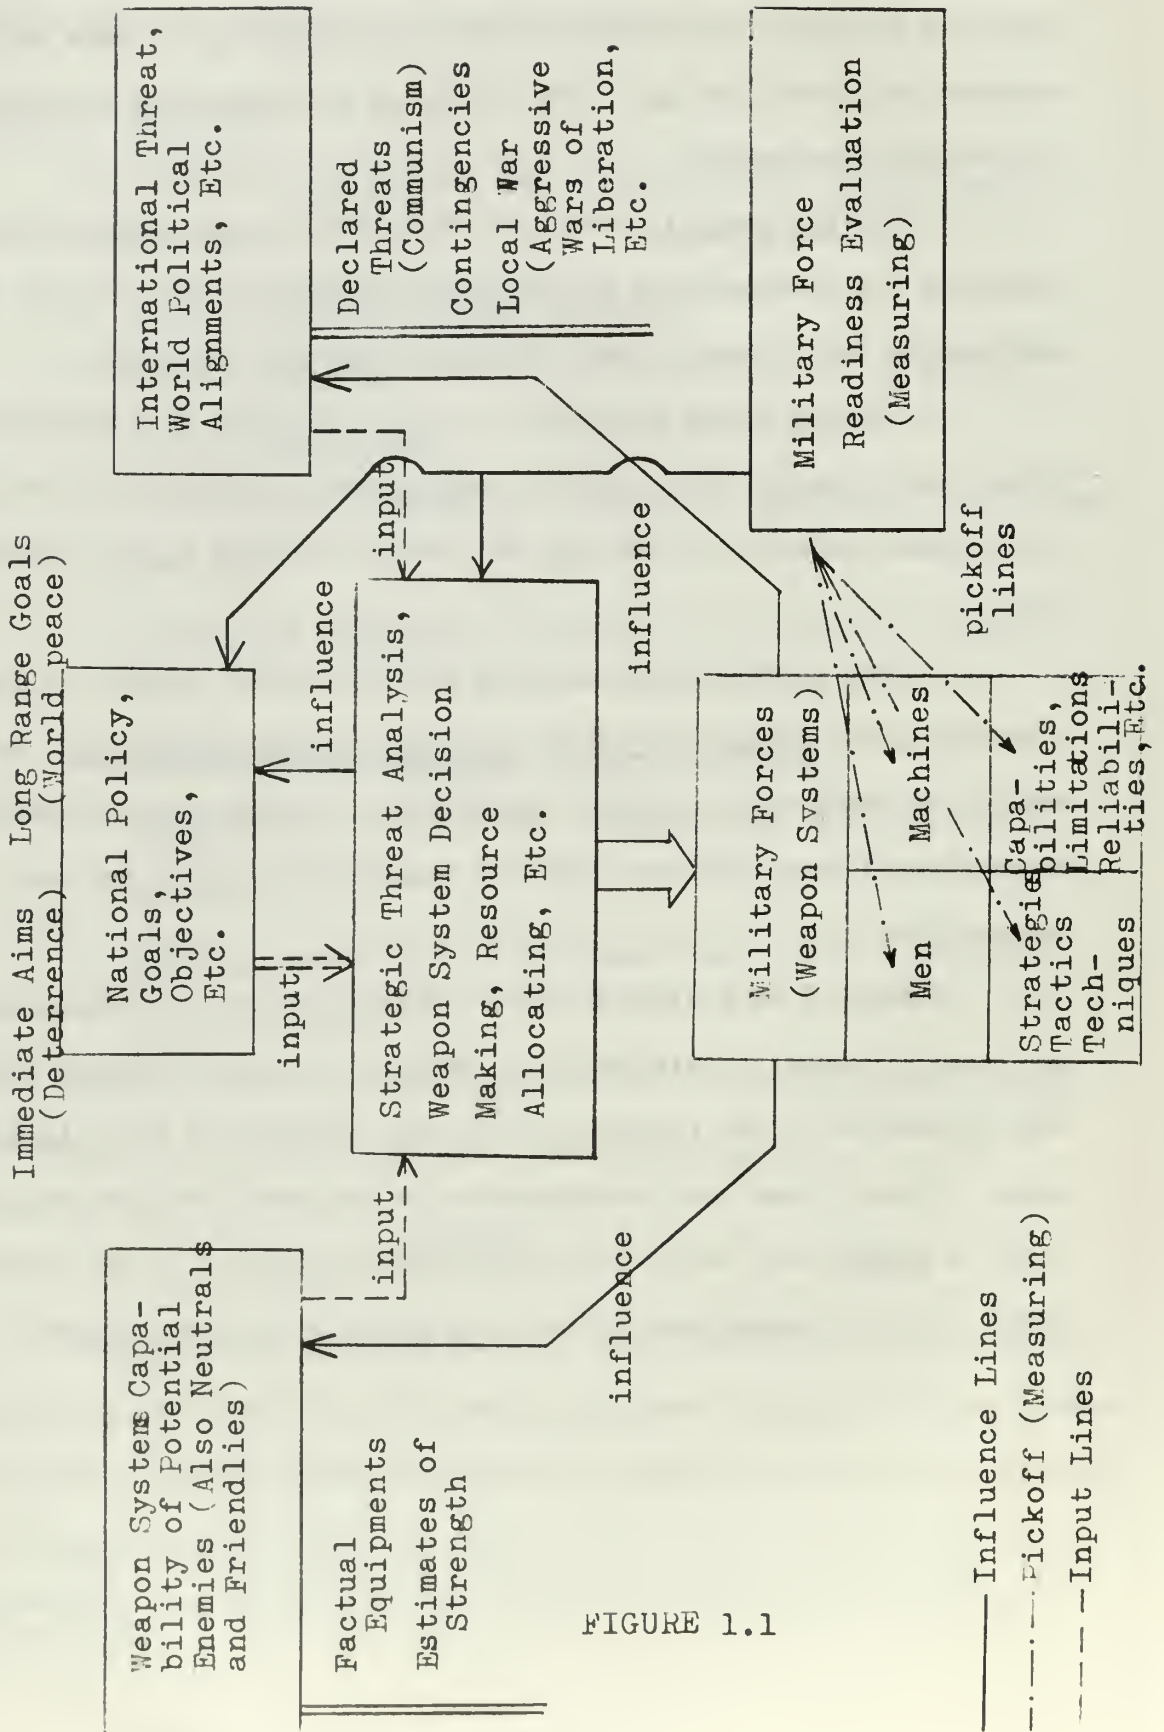 Immediate Aims   Long Range Goals
(Deterrence)   (World peace)
National Policy,
Goals,
Objectives,
Etc.
Weapon Systems Capa-
bility of Potential
Enemies (Also Neutrals
and Friendlies)
Factual
Equipments
Estimates of
Strength
International Threat,
World Political
Alignments, Etc.
Declared
Threats
(Communism)
Contingencies
Local War
(Aggressive
Wars of
Liberation,
Etc.
input
influence
input
input
Strategic Threat Analysis,
Weapon System Decision
Making, Resource
Allocating, Etc.
influence
influence
Military Forces
(Weapon Systems)
Men
Machines
Strategies
Tactics
Tech-
niques
Capa-
bilities,
Limitations
Reliabili-
ties,Etc.
pickoff
lines
Military Force
Readiness Evaluation
(Measuring)
Influence Lines
Pickoff (Measuring)
Input Lines
FIGURE 1.1